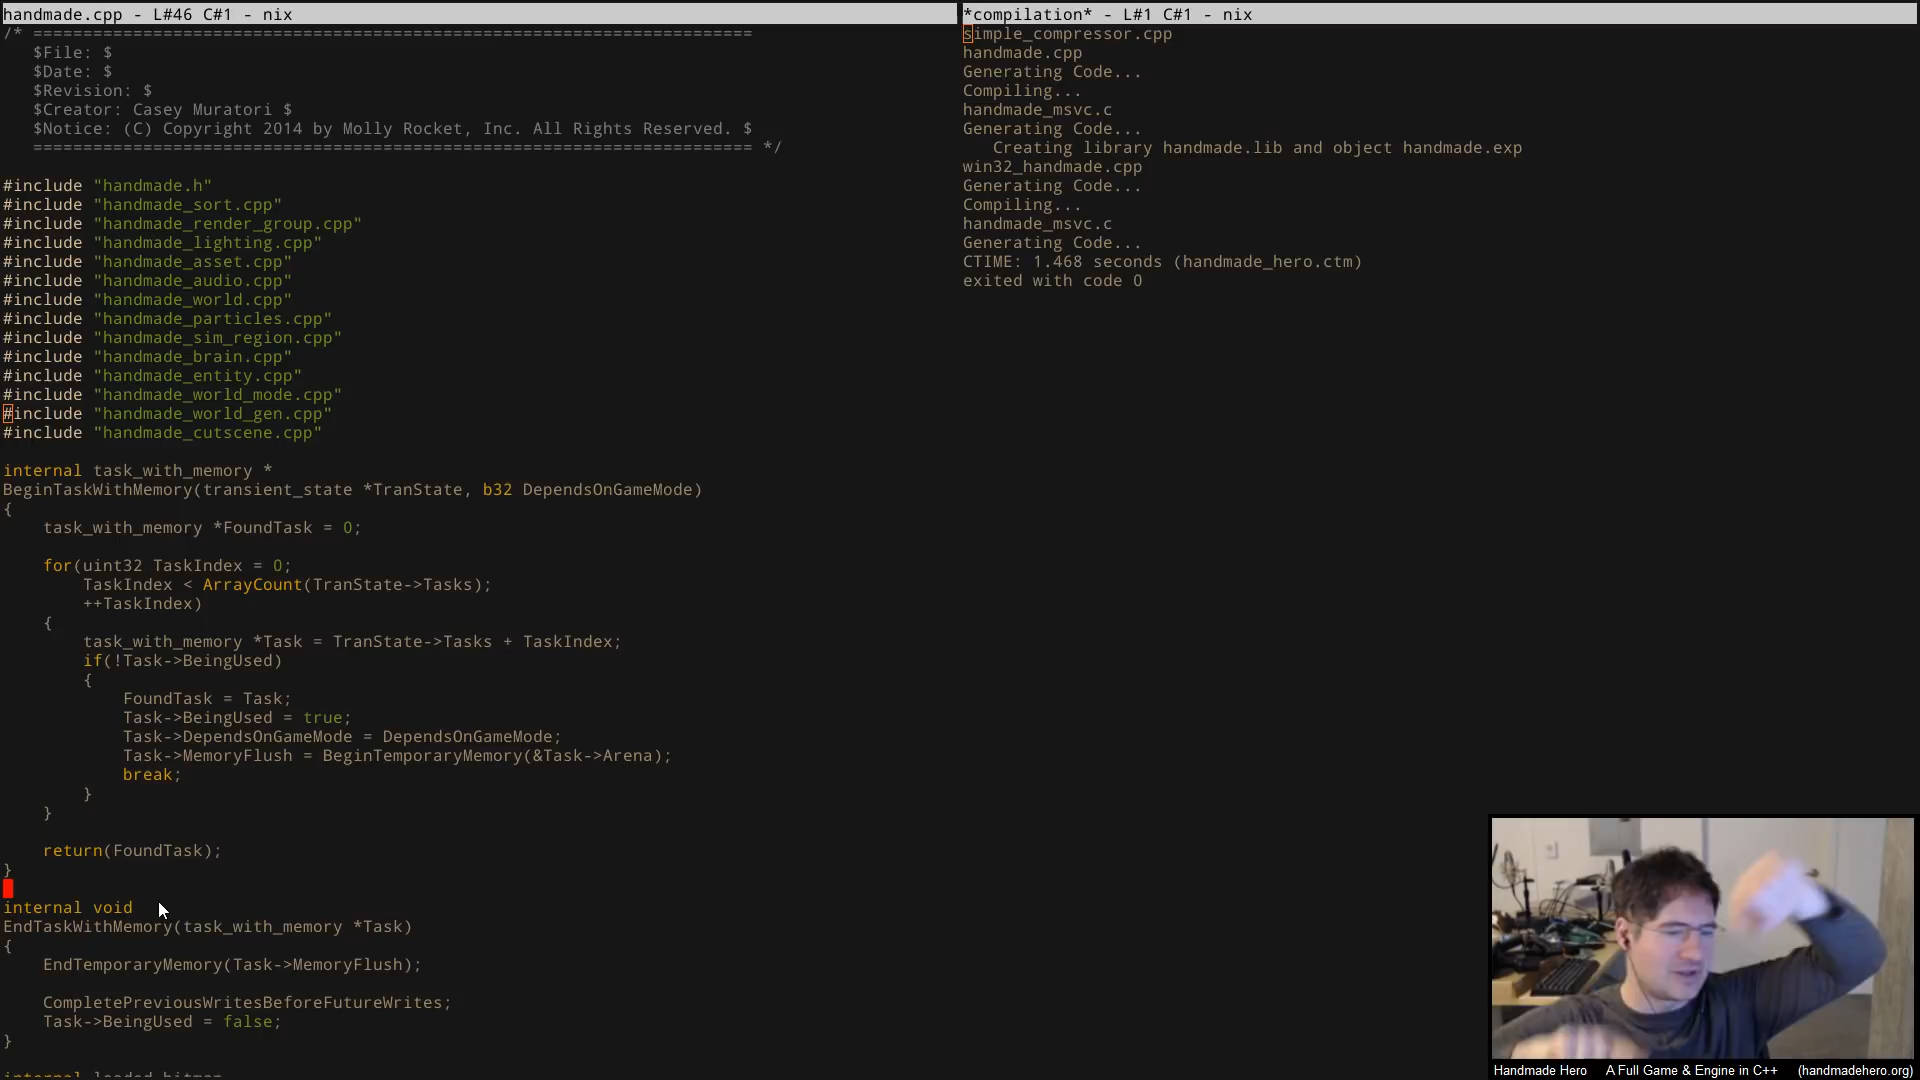 handmade.cpp - L#46 C#1 - nix
/* ========================================================================
   $File: $
   $Date: $
   $Revision: $
   $Creator: Casey Muratori $
   $Notice: (C) Copyright 2014 by Molly Rocket, Inc. All Rights Reserved. $
   ======================================================================== */
#include "handmade.h"
#include "handmade_sort.cpp"
#include "handmade_render_group.cpp"
#include "handmade_lighting.cpp"
#include "handmade_asset.cpp"
#include "handmade_audio.cpp"
#include "handmade_world.cpp"
#include "handmade_particles.cpp"
#include "handmade_sim_region.cpp"
#include "handmade_brain.cpp"
#include "handmade_entity.cpp"
#include "handmade_world_mode.cpp"
#include "handmade_world_gen.cpp"
#include "handmade_cutscene.cpp"
internal task_with_memory *
BeginTaskWithMemory(transient_state *TranState, b32 DependsOnGameMode)
{
    task_with_memory *FoundTask = 0;
    for(uint32 TaskIndex = 0;
        TaskIndex < ArrayCount(TranState->Tasks);
        ++TaskIndex)
    {
        task_with_memory *Task = TranState->Tasks + TaskIndex;
        if(!Task->BeingUsed)
        {
            FoundTask = Task;
            Task->BeingUsed = true;
            Task->DependsOnGameMode = DependsOnGameMode;
            Task->MemoryFlush = BeginTemporaryMemory(&Task->Arena);
            break;
        }
    }
    return(FoundTask);
}
internal void
EndTaskWithMemory(task_with_memory *Task)
{
    EndTemporaryMemory(Task->MemoryFlush);
    CompletePreviousWritesBeforeFutureWrites;
    Task->BeingUsed = false;
}
internal loaded_bitmap
*compilation* - L#1 C#1 - nix
simple_compressor.cpp
handmade.cpp
Generating Code...
Compiling...
handmade_msvc.c
Generating Code...
   Creating library handmade.lib and object handmade.exp
win32_handmade.cpp
Generating Code...
Compiling...
handmade_msvc.c
Generating Code...
CTIME: 1.468 seconds (handmade_hero.ctm)
exited with code 0
Handmade Hero A Full Game & Engine in C++ (handmadehero.org)